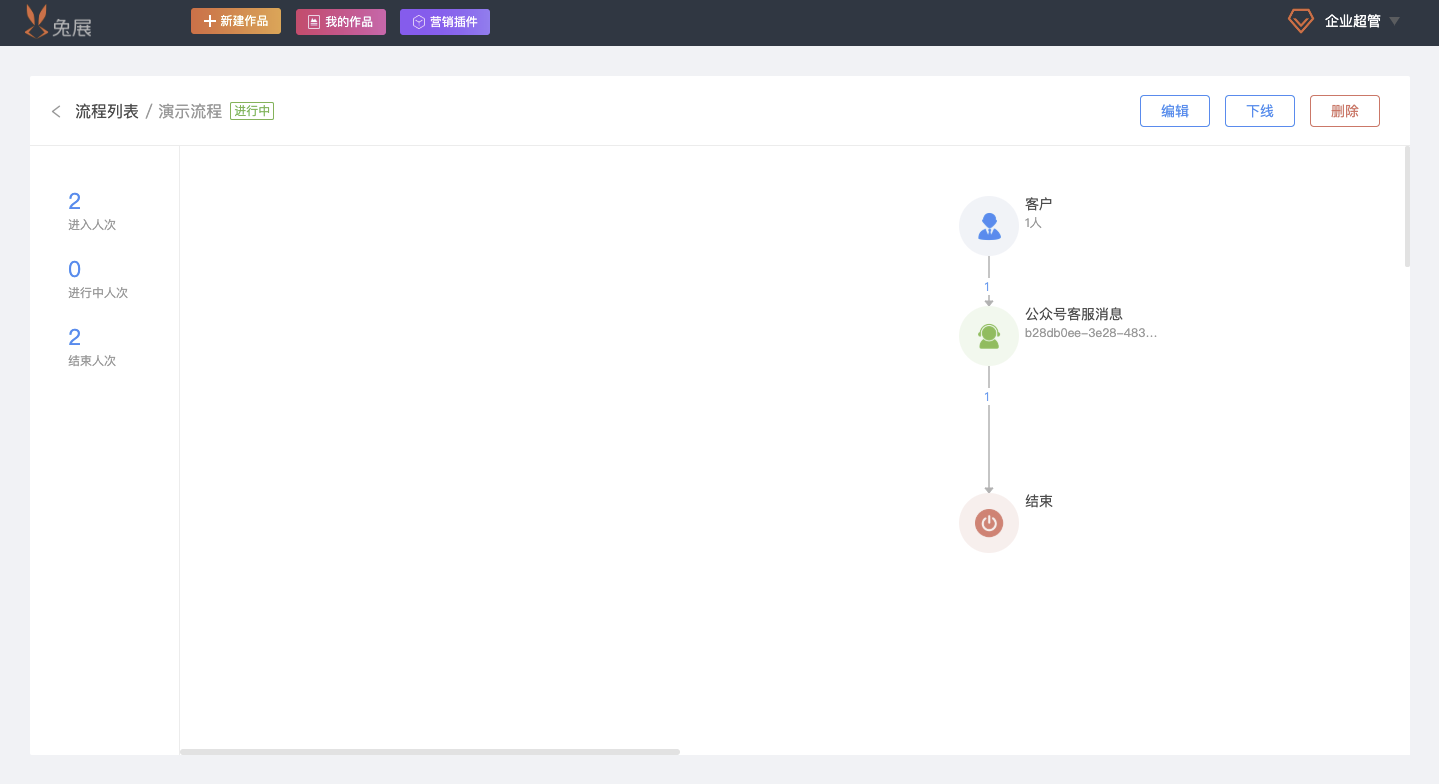 兔展
新建作品
我的作品
营销插件
企业超管
流程列表 / 演示流程 进行中
编辑
下线
删除
2
进入人次
0
进行中人次
2
结束人次
客户
1人
1
公众号客服消息
b28db0ee-3e28-483...
1
结束